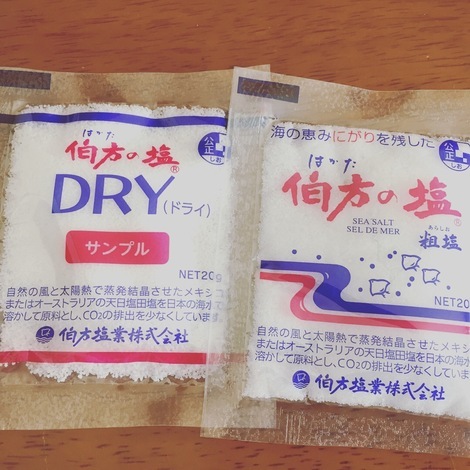 はかた
伯方の塩®
公正
しお
DRY(ドライ)
サンプル
NET20g
自然の風と太陽熱で蒸発結晶させたメキシコ
またはオーストラリアの天日塩田塩を日本の海水で
溶かして原料とし、CO2の排出を少なくしています。
伯方塩業株式会社
海の恵みにがりを残した
公正
しお
はかた
伯方の塩®
SEA SALT
SEL DE MER
あらしお
粗塩
NET20
自然の風と太陽熱で蒸発結晶させたメキシコ
またはオーストラリアの天日塩田塩を日本の海
溶かして原料とし、CO2の排出を少なくしていま
伯方塩業株式会社